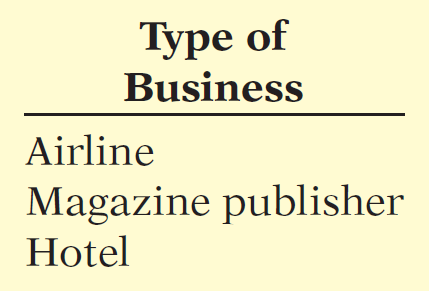 Type of
Business
Airline
Magazine publisher
Hotel